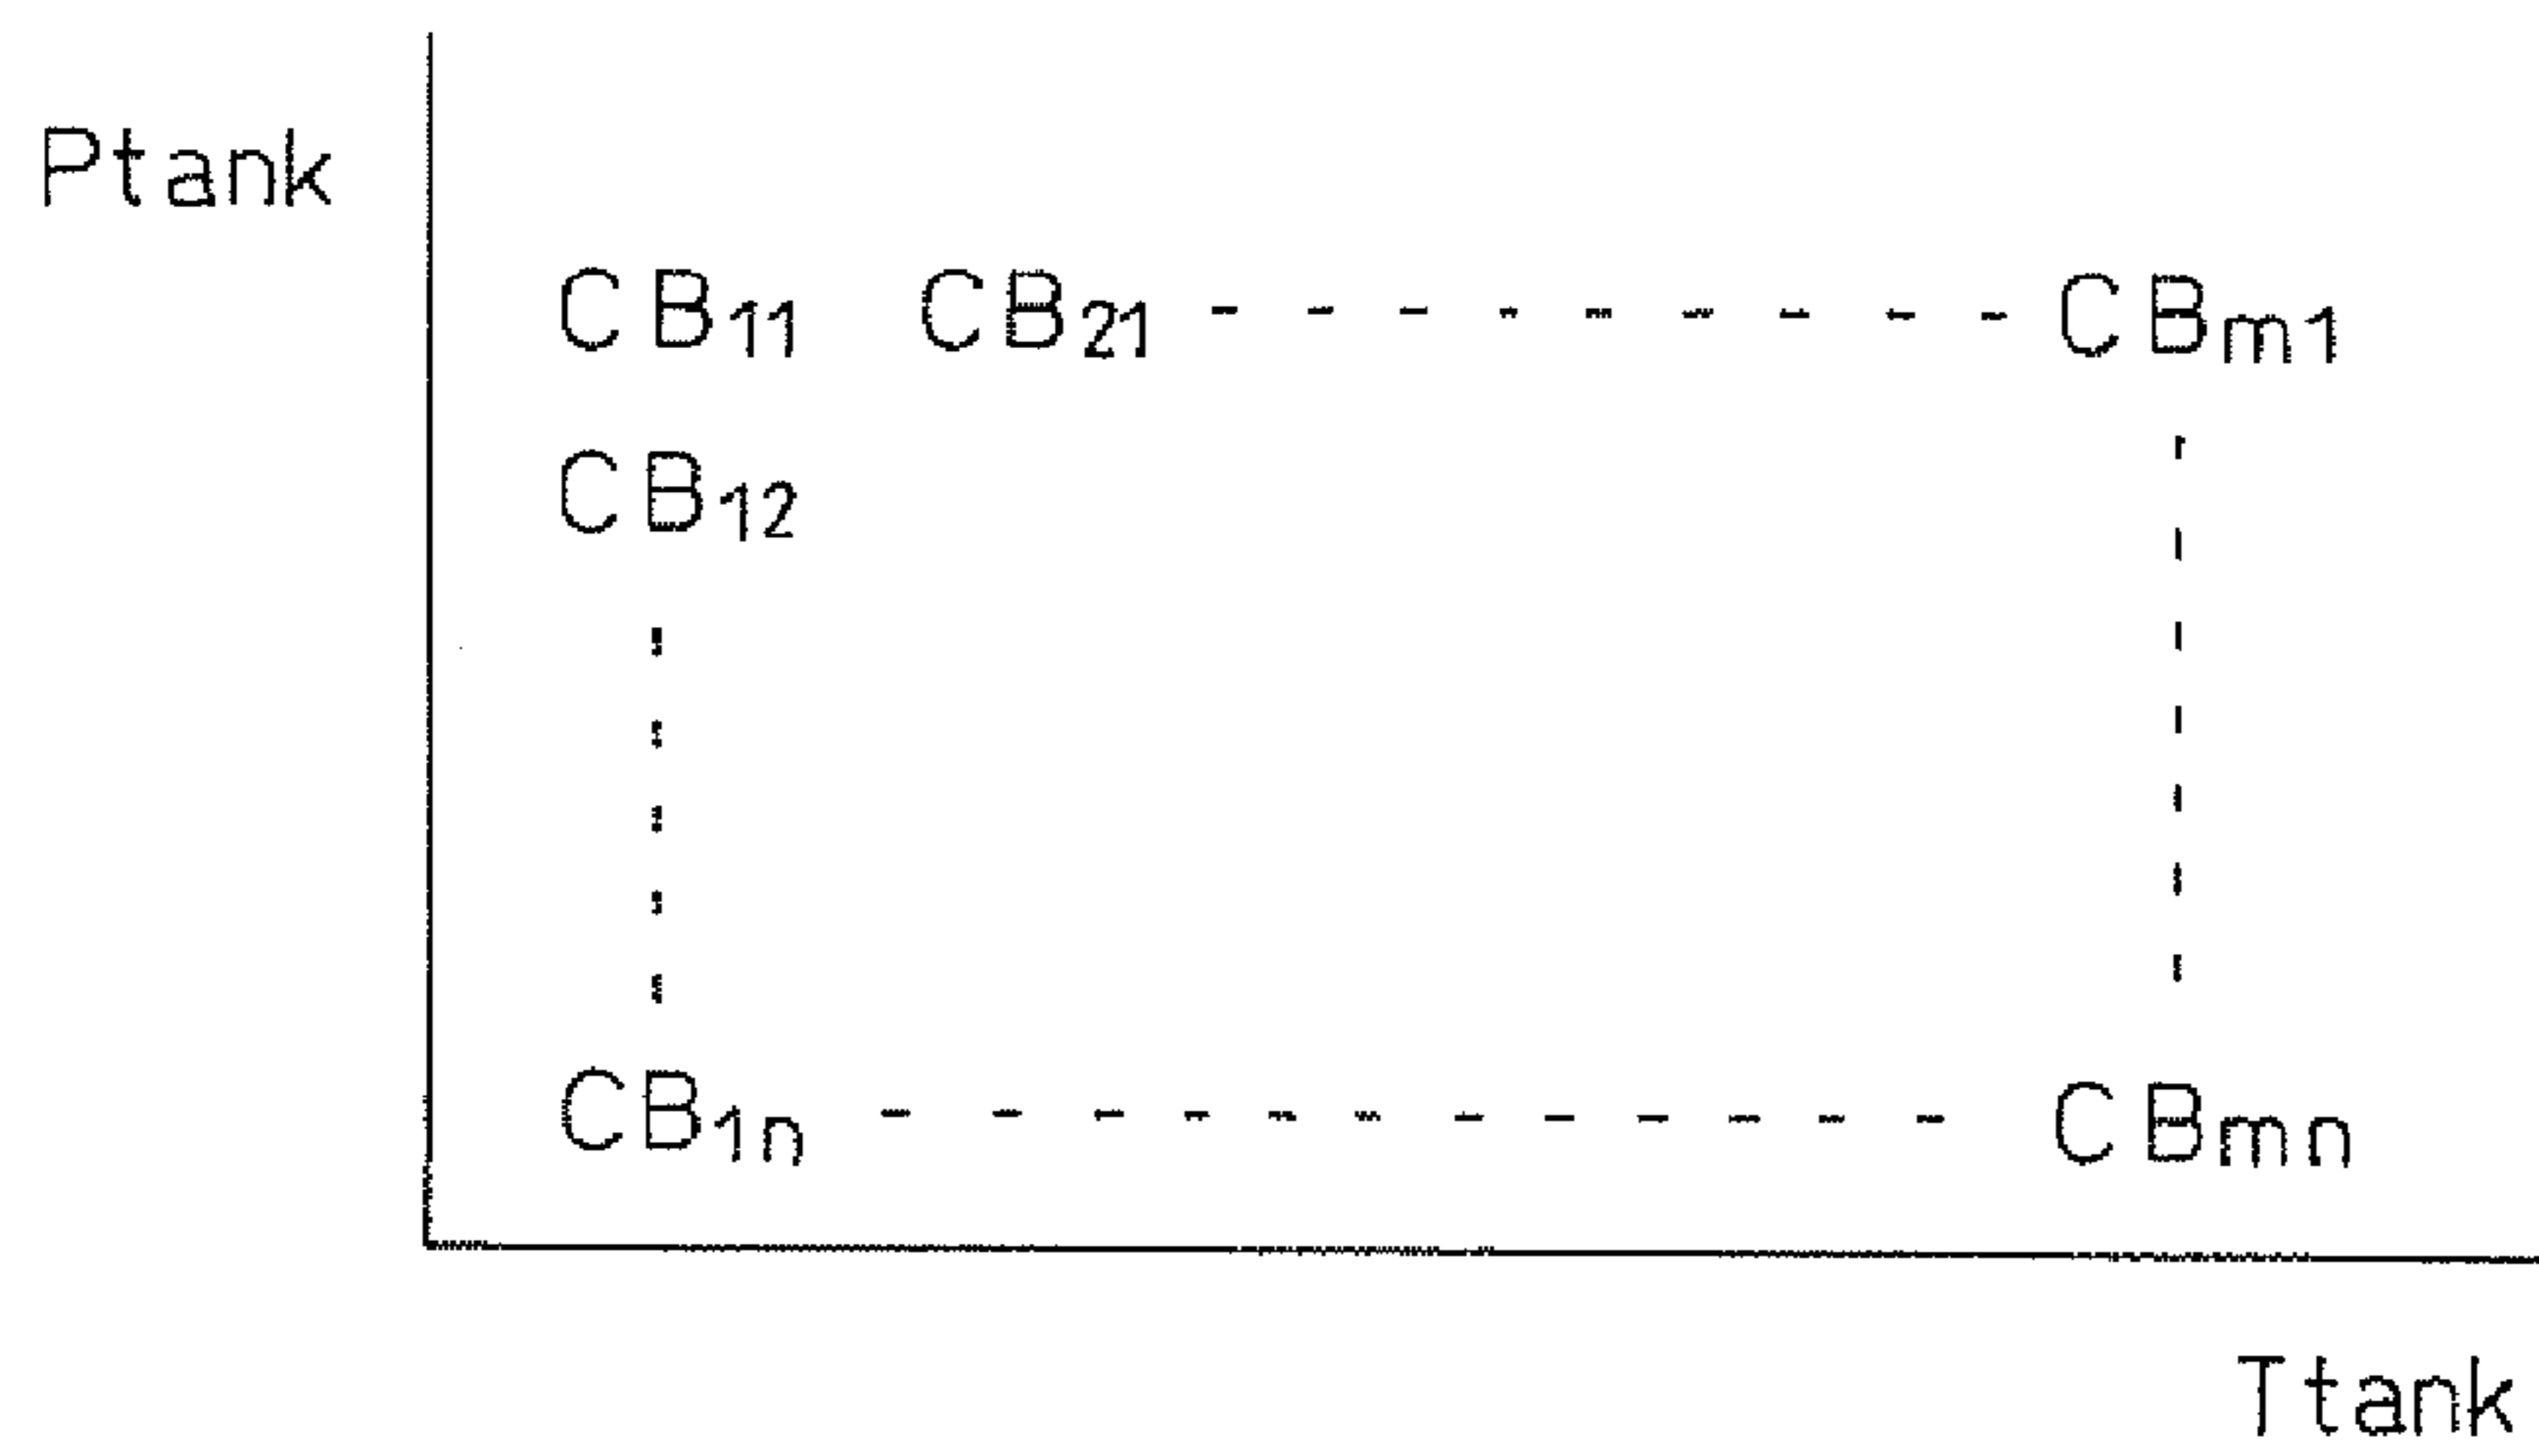 Ptank
CB11 CB21 - - - - - - - - - CBm1
CB12
CB1n - - - - - - - - - - - - CBmn
Ttank